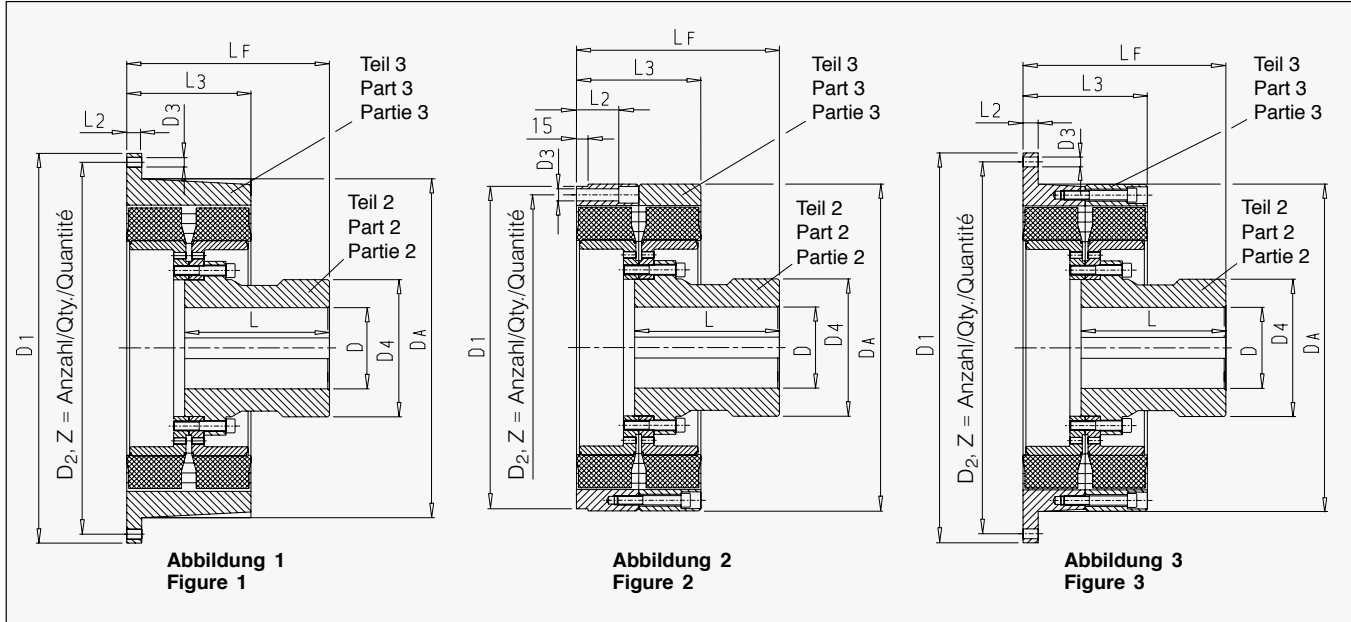 LF
L3
L2
D3
Teil 3
Part 3
Partie 3
Teil 2
Part 2
Partie 2
L
D
D4
DA
D1
D2, Z = Anzahl/Qty./Quantité
Abbildung 1
Figure 1
LF
L3
L2
15
D3
Teil 3
Part 3
Partie 3
Teil 2
Part 2
Partie 2
L
D
D4
DA
D1
D2, Z = Anzahl/Qty./Quantité
Abbildung 2
Figure 2
LF
L3
L2
D3
Teil 3
Part 3
Partie 3
Teil 2
Part 2
Partie 2
L
D
D4
DA
D1
D2, Z = Anzahl/Qty./Quantité
Abbildung 3
Figure 3